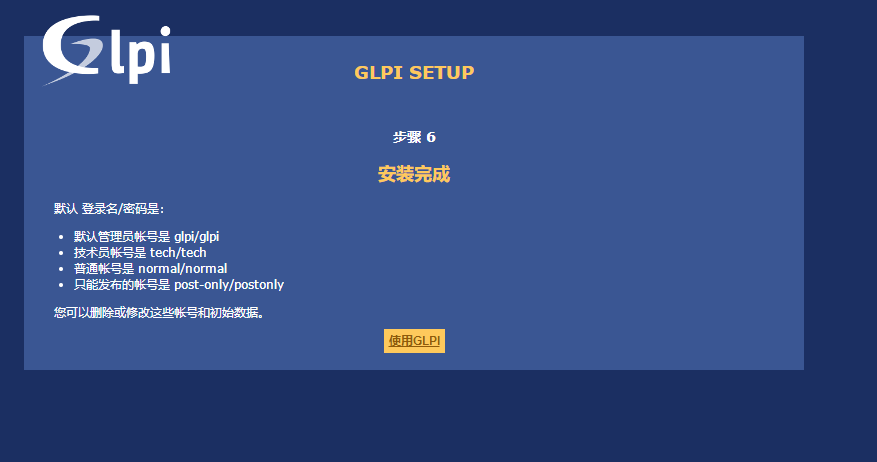 Glpi
GLPI SETUP
步骤 6
安装完成
默认 登录名/密码是:
默认管理员帐号是 glpi/glpi
技术员帐号是 tech/tech
普通帐号是 normal/normal
只能发布的帐号是 post-only/postonly
您可以删除或修改这些帐号和初始数据。
使用GLPI